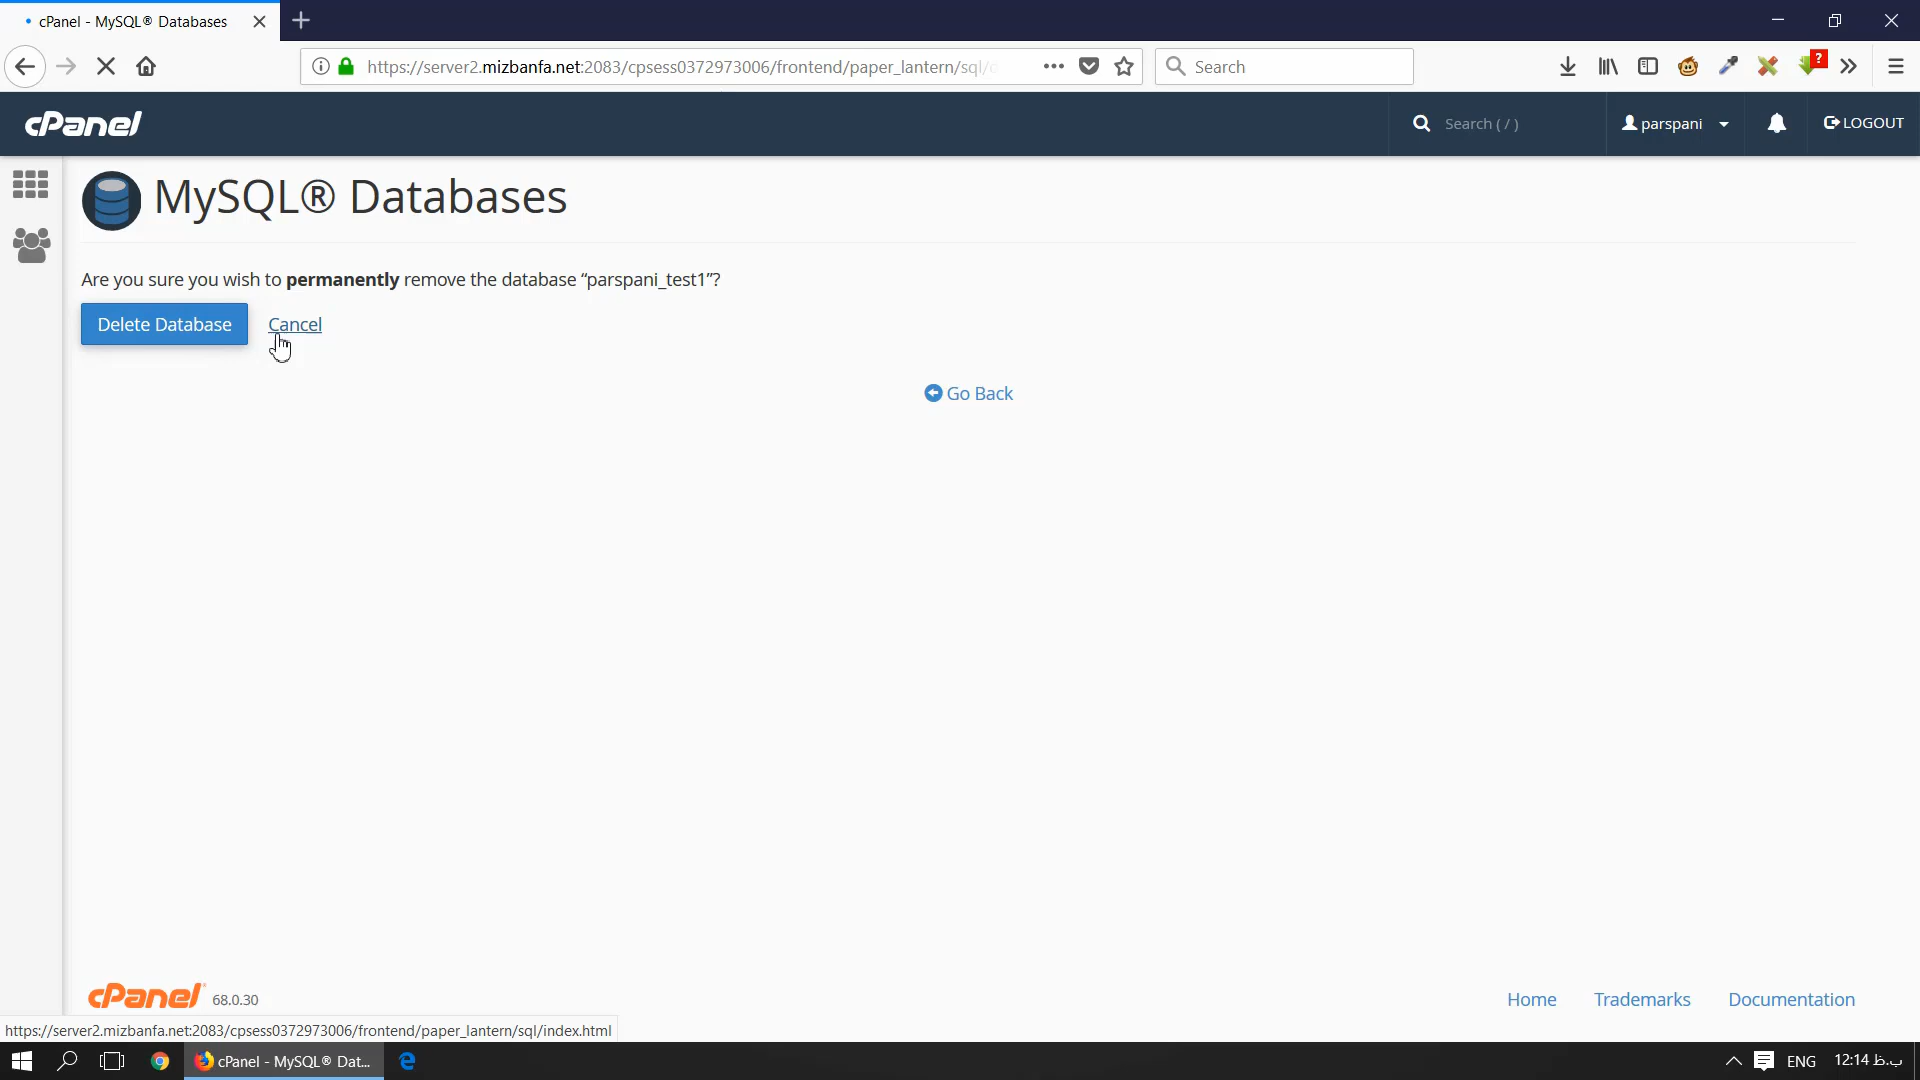 cPanel - MySQL® Databases
https://server2.mizbanfa.net:2083/cpsess0372973006/frontend/paper_lantern/sql/
Search
?
cPanel
Search ( / )
parspani
LOGOUT
MySQL® Databases
Are you sure you wish to permanently remove the database “parspani_test1”?
Delete Database
Cancel
Go Back
cPanel 68.0.30
Home
Trademarks
Documentation
https://server2.mizbanfa.net:2083/cpsess0372973006/frontend/paper_lantern/sql/index.html
cPanel - MySQL® Dat...
ENG
12:14 ب.ظ